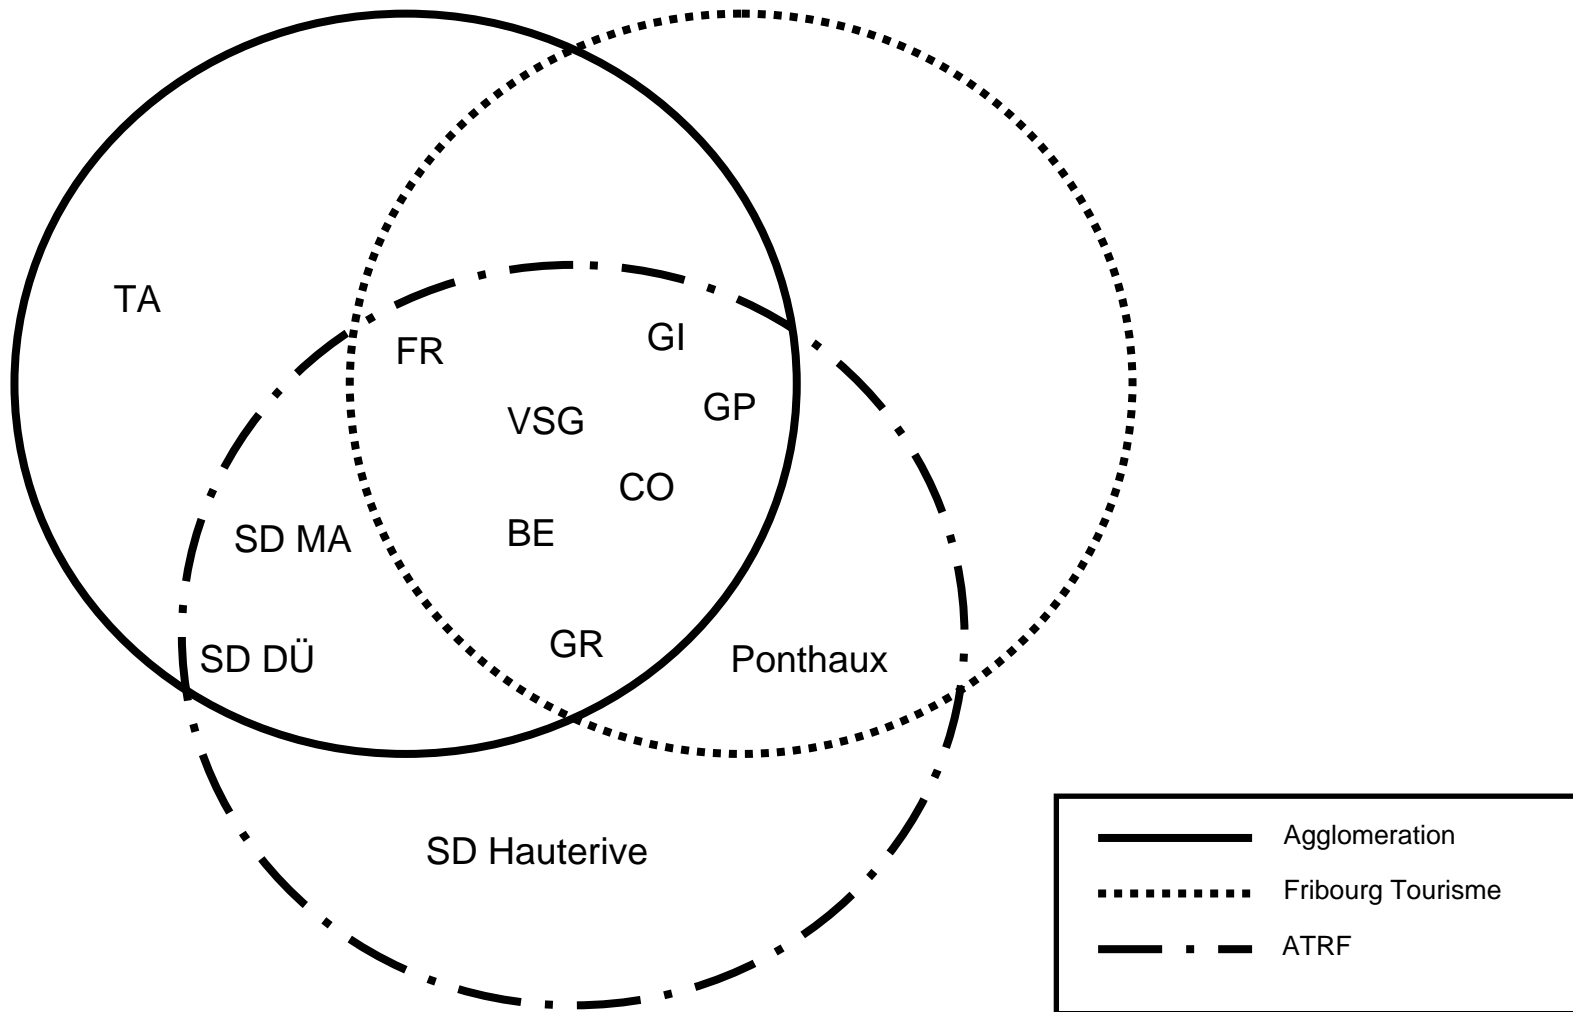 TA
FR
GI
GP
VSG
CO
BE
SD MA
GR
SD DÜ
Ponthaux
SD Hauterive
Agglomeration
Fribourg Tourisme
ATRF